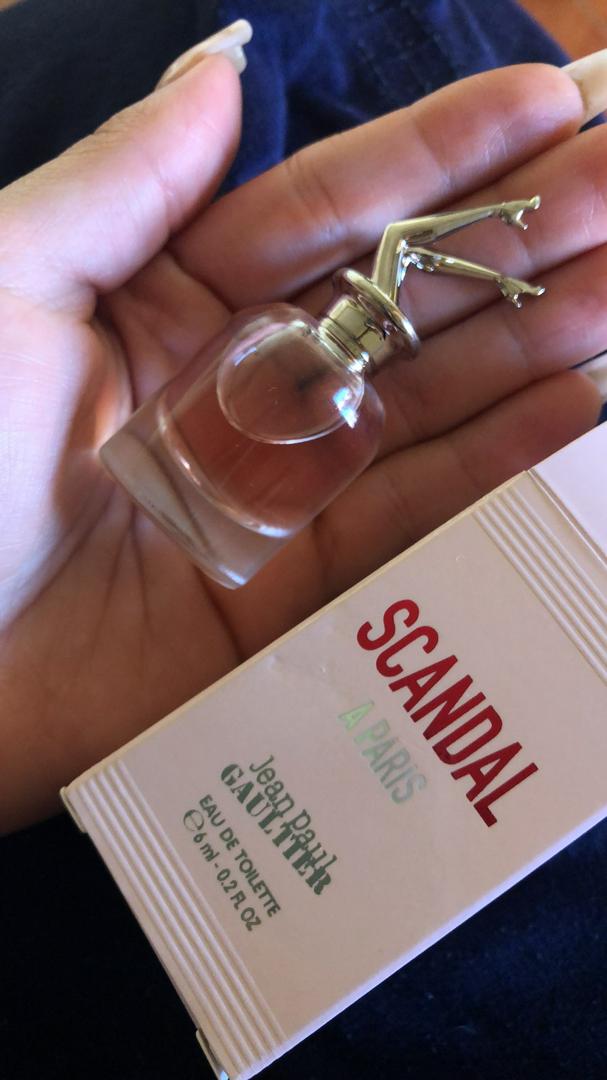 SCANDAL
A PARIS
Jean Paul
GAULTIER
EAU DE TOILETTE
℮ 6 ml - 0.2 FL OZ